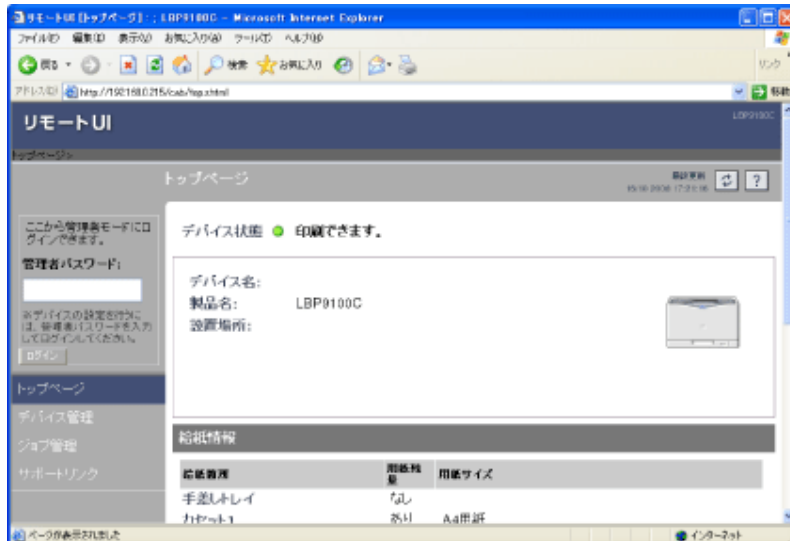 リモートUI [トップページ] : ; LBP9100C - Microsoft Internet Explorer
ファイル(F) 編集(E) 表示(V) お気に入り(A) ツール(T) ヘルプ(H)
戻る 検索 お気に入り リンク
アドレス(D) 移動
リモートUI LBP9100C
トップページ>
トップページ 最終更新
ここから管理者モードにログインできます。
管理者パスワード:
※デバイスの設定を行うには、管理者パスワードを入力してログインしてください。
ログイン
トップページ
デバイス管理
ジョブ管理
サポートリンク
デバイス状態 印刷できます。
デバイス名:
製品名: LBP9100C
設置場所:
給紙情報
給紙段 用紙残量 用紙サイズ
手差しトレイ なし
カセット1 あり A4用紙
ページが表示されました インターネット